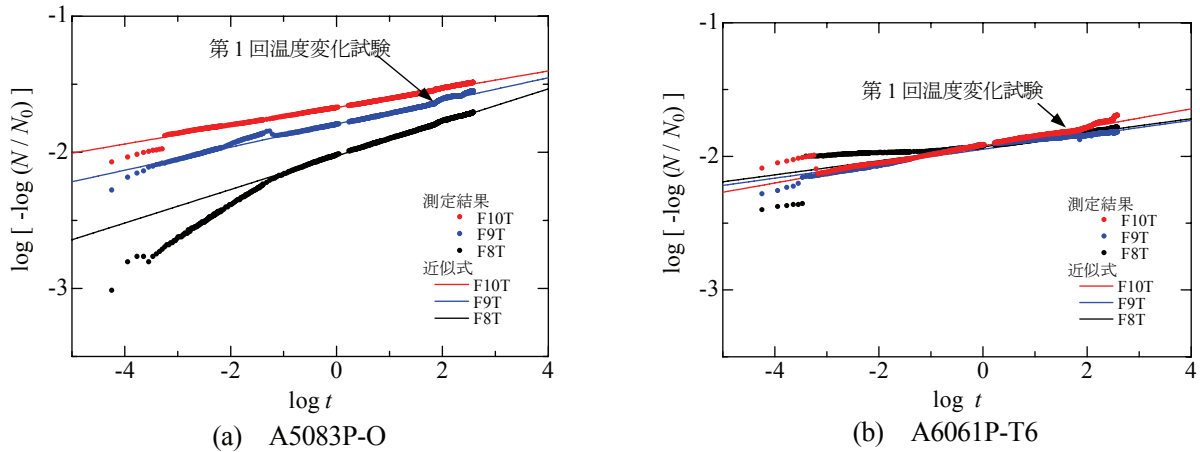 -1
-2
-3
-4 -2 0 2 4
log [ -log (N / N0) ]
log t
第1回温度変化試験
測定結果
F10T
F9T
F8T
近似式
F10T
F9T
F8T
(a) A5083P-O
-1
-2
-3
-4 -2 0 2 4
log [ -log (N / N0) ]
log t
第1回温度変化試験
測定結果
F10T
F9T
F8T
近似式
F10T
F9T
F8T
(b) A6061P-T6